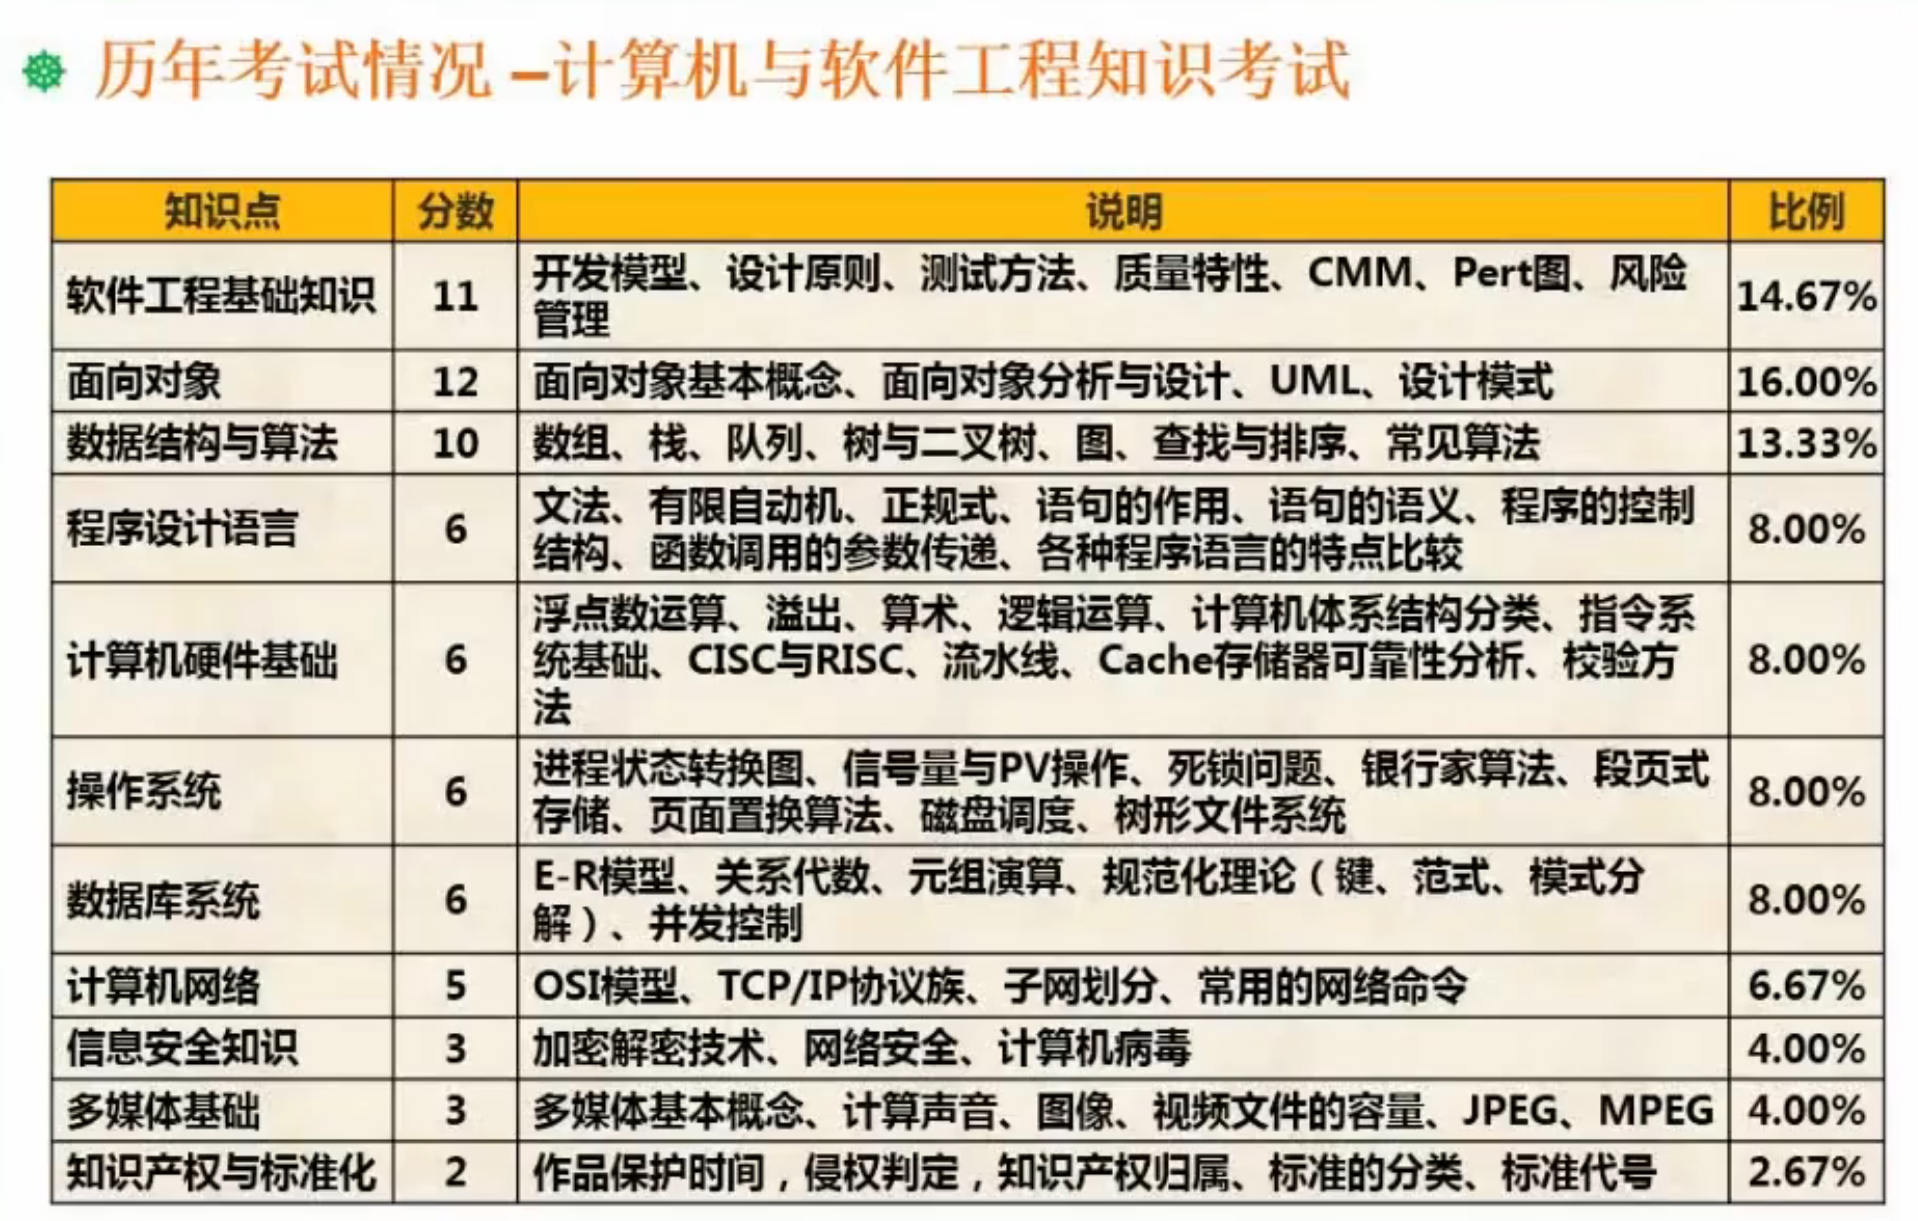 历年考试情况 –计算机与软件工程知识考试
知识点 分数 说明 比例
软件工程基础知识 11 开发模型、设计原则、测试方法、质量特性、CMM、Pert图、风险
管理 14.67%
面向对象 12 面向对象基本概念、面向对象分析与设计、UML、设计模式 16.00%
数据结构与算法 10 数组、栈、队列、树与二叉树、图、查找与排序、常见算法 13.33%
程序设计语言 6 文法、有限自动机、正规式、语句的作用、语句的语义、程序的控制
结构、函数调用的参数传递、各种程序语言的特点比较 8.00%
计算机硬件基础 6 浮点数运算、溢出、算术、逻辑运算、计算机体系结构分类、指令系
统基础、CISC与RISC、流水线、Cache存储器可靠性分析、校验方
法 8.00%
操作系统 6 进程状态转换图、信号量与PV操作、死锁问题、银行家算法、段页式
存储、页面置换算法、磁盘调度、树形文件系统 8.00%
数据库系统 6 E-R模型、关系代数、元组演算、规范化理论（键、范式、模式分
解）、并发控制 8.00%
计算机网络 5 OSI模型、TCP/IP协议族、子网划分、常用的网络命令 6.67%
信息安全知识 3 加密解密技术、网络安全、计算机病毒 4.00%
多媒体基础 3 多媒体基本概念、计算声音、图像、视频文件的容量、JPEG、MPEG 4.00%
知识产权与标准化 2 作品保护时间，侵权判定，知识产权归属、标准的分类、标准代号 2.67%